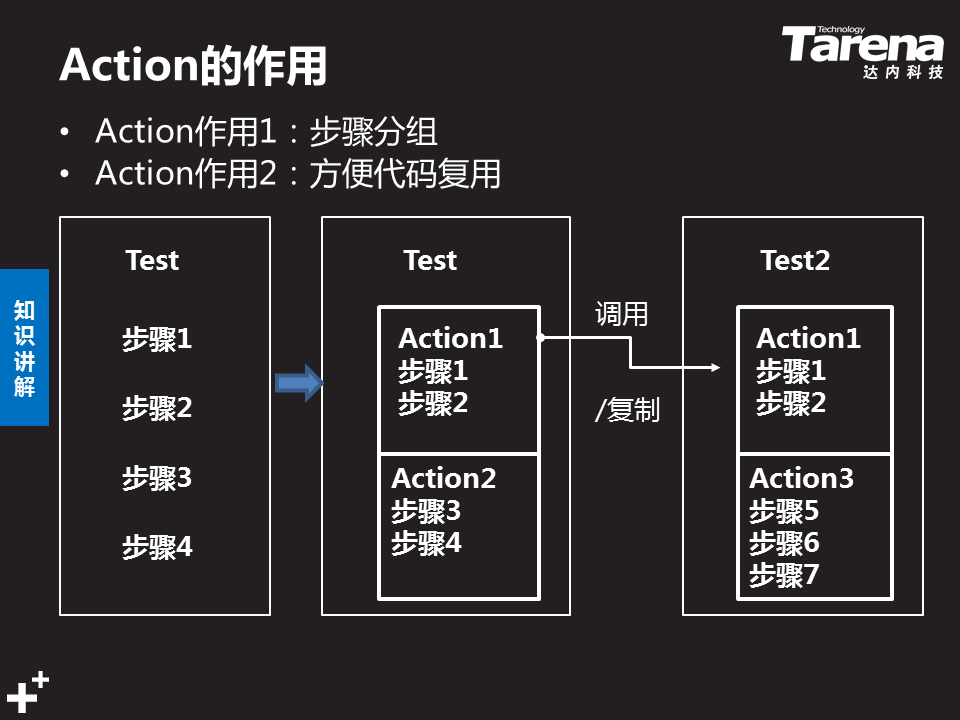 Action的作用
Technology
Tarena
达内科技
• Action作用1：步骤分组
• Action作用2：方便代码复用
知识讲解
Test
步骤1
步骤2
步骤3
步骤4
Test
Action1
步骤1
步骤2
Action2
步骤3
步骤4
调用
/复制
Test2
Action1
步骤1
步骤2
Action3
步骤5
步骤6
步骤7